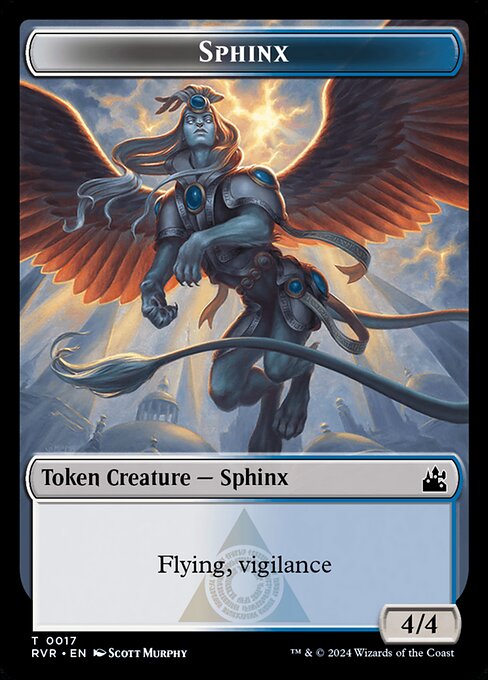 Sphinx
Token Creature — Sphinx
Flying, vigilance
4/4
T 0017
RVR • EN Scott Murphy
™ & © 2024 Wizards of the Coast